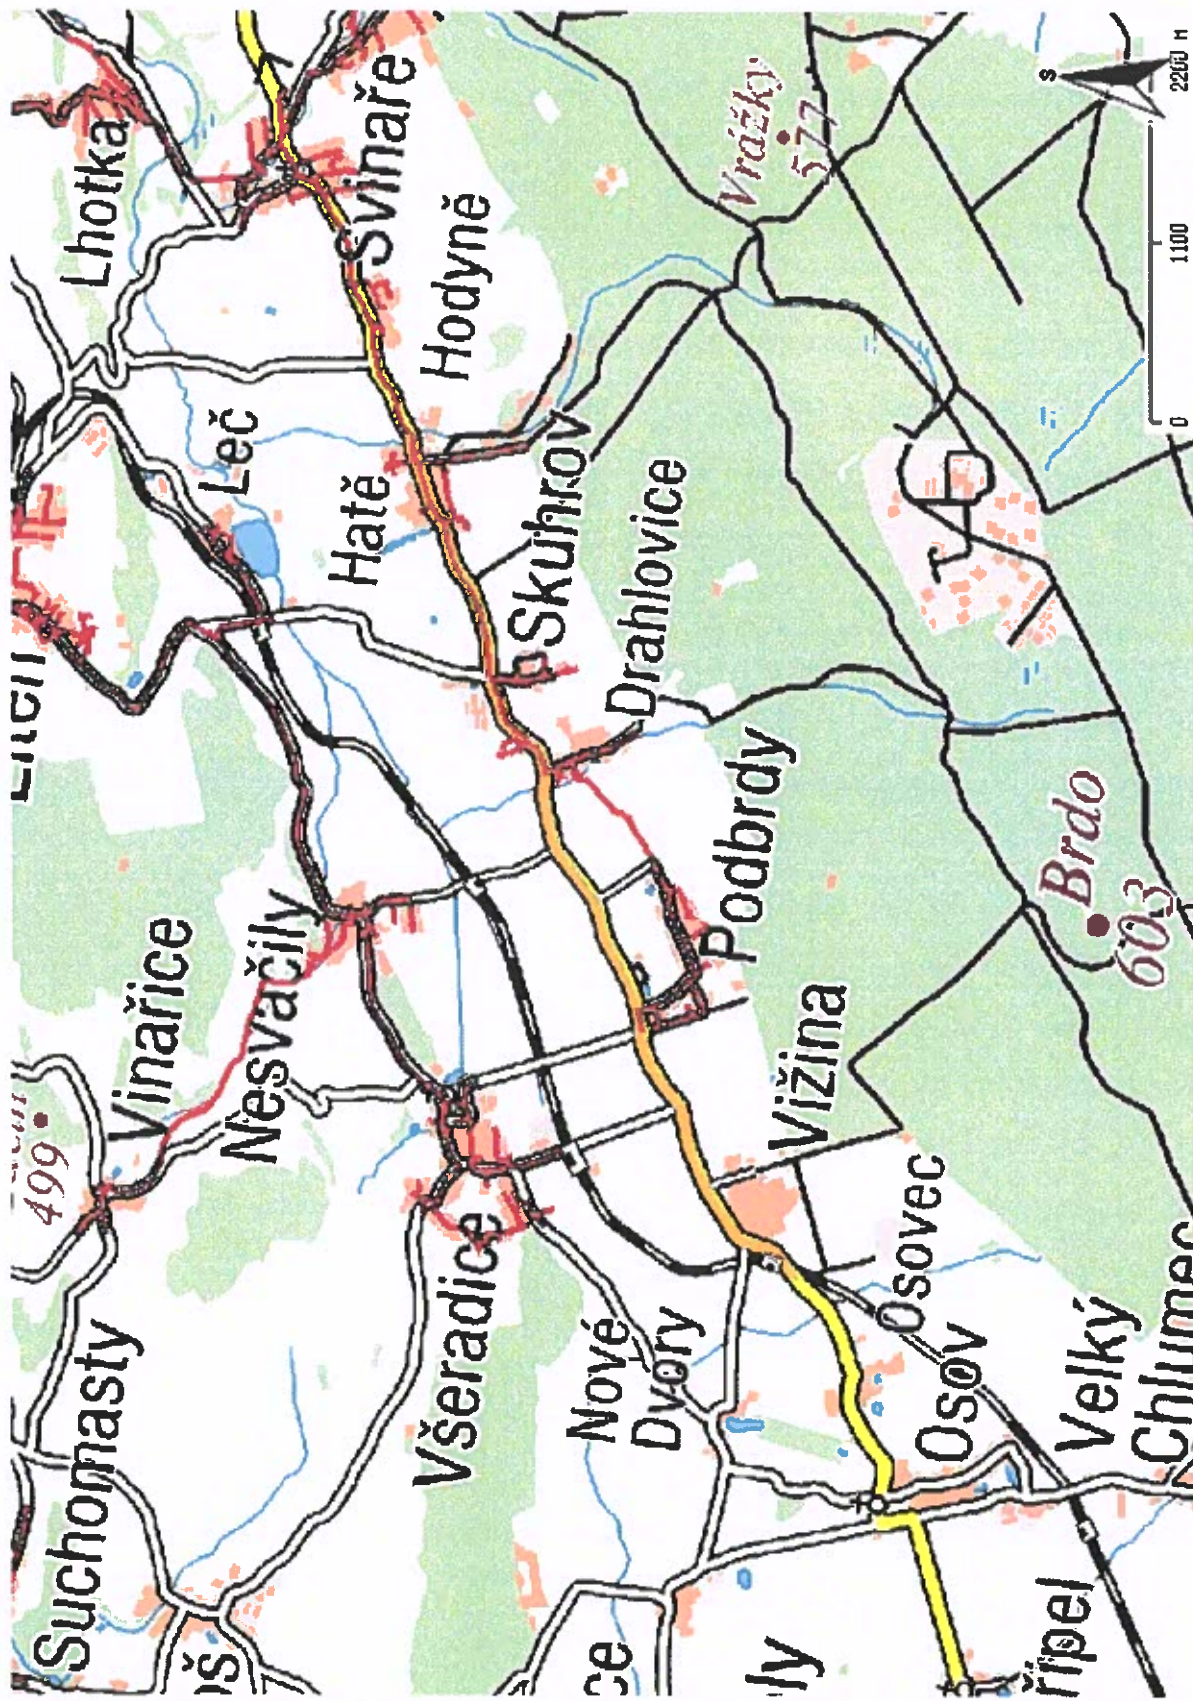 Lhotka
Svinaře
Hodyně
Vrážky
577
S
2200 m
1100
0
Leč
Hatě
Skuhrov
Drahlovice
Podbrdy
Brdo
603
Vinařice
Nesvačily
499
Vižina
Osovec
Všeradice
Nové
Dvory
Osov
Velký
Chlumec
Suchomasty